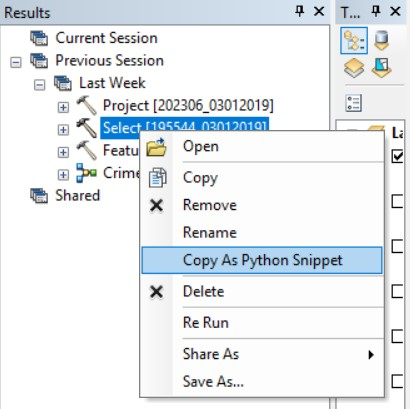 Results
T...
Current Session
Previous Session
Last Week
Project [202306_03012019]
Select [195544_03012019]
Featu
Crime
Shared
Open
Copy
Remove
Rename
Copy As Python Snippet
Delete
Re Run
Share As
Save As...